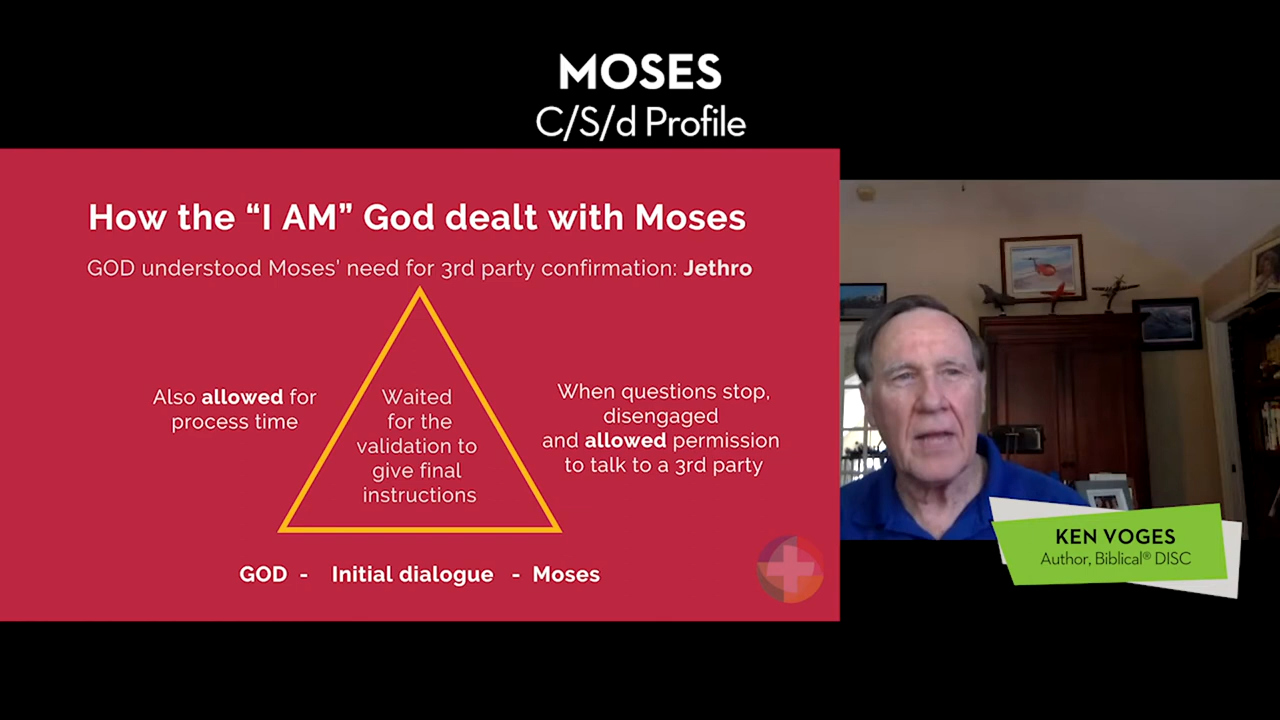 MOSES
C/S/d Profile
How the “I AM” God dealt with Moses
GOD understood Moses' need for 3rd party confirmation: Jethro
Also allowed for
process time
Waited
for the
validation to
give final
instructions
When questions stop,
disengaged
and allowed permission
to talk to a 3rd party
GOD - Initial dialogue - Moses
KEN VOGES
Author, Biblical® DISC